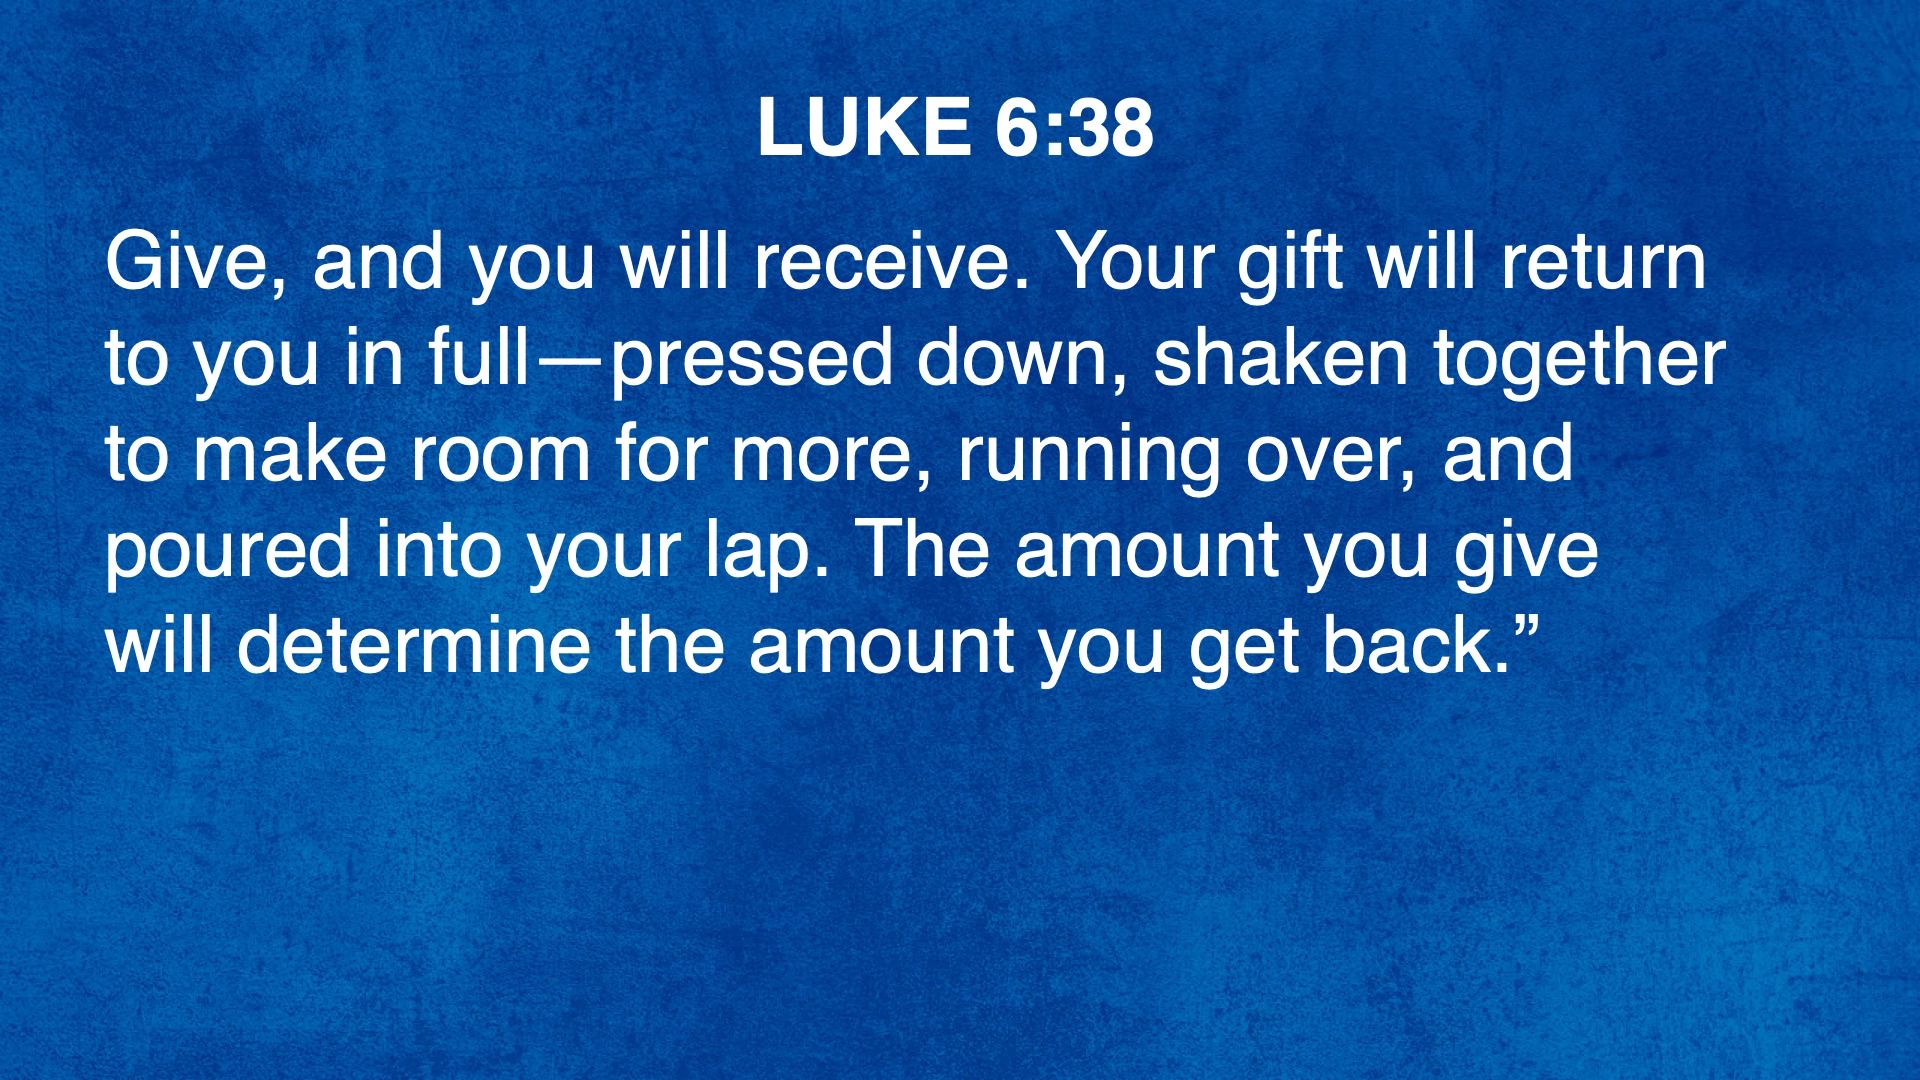 LUKE 6:38
Give, and you will receive. Your gift will return
to you in full—pressed down, shaken together
to make room for more, running over, and
poured into your lap. The amount you give
will determine the amount you get back.”